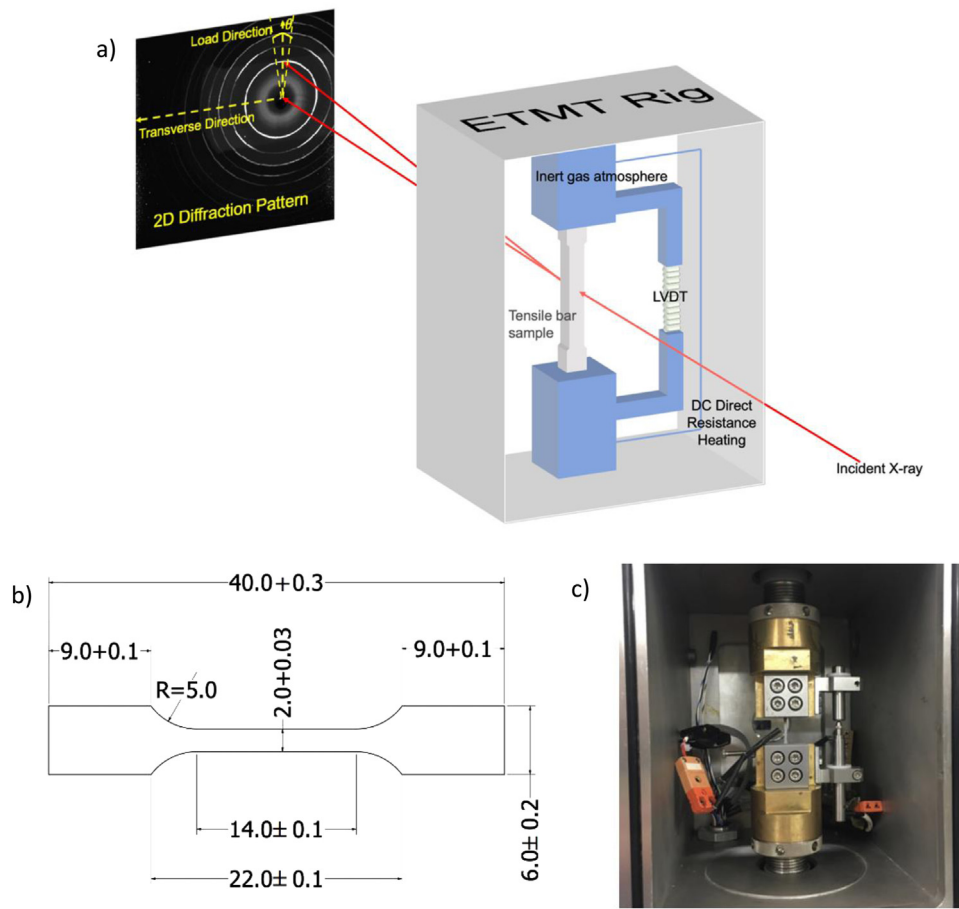 a)
Load Direction
θ
Transverse Direction
2D Diffraction Pattern
ETMT Rig
Inert gas atmosphere
LVDT
Tensile bar
sample
DC Direct
Resistance
Heating
Incident X-ray
b)
40.0+0.3
9.0+0.1
9.0+0.1
R=5.0
2.0+0.03
14.0± 0.1
22.0± 0.1
6.0± 0.2
c)